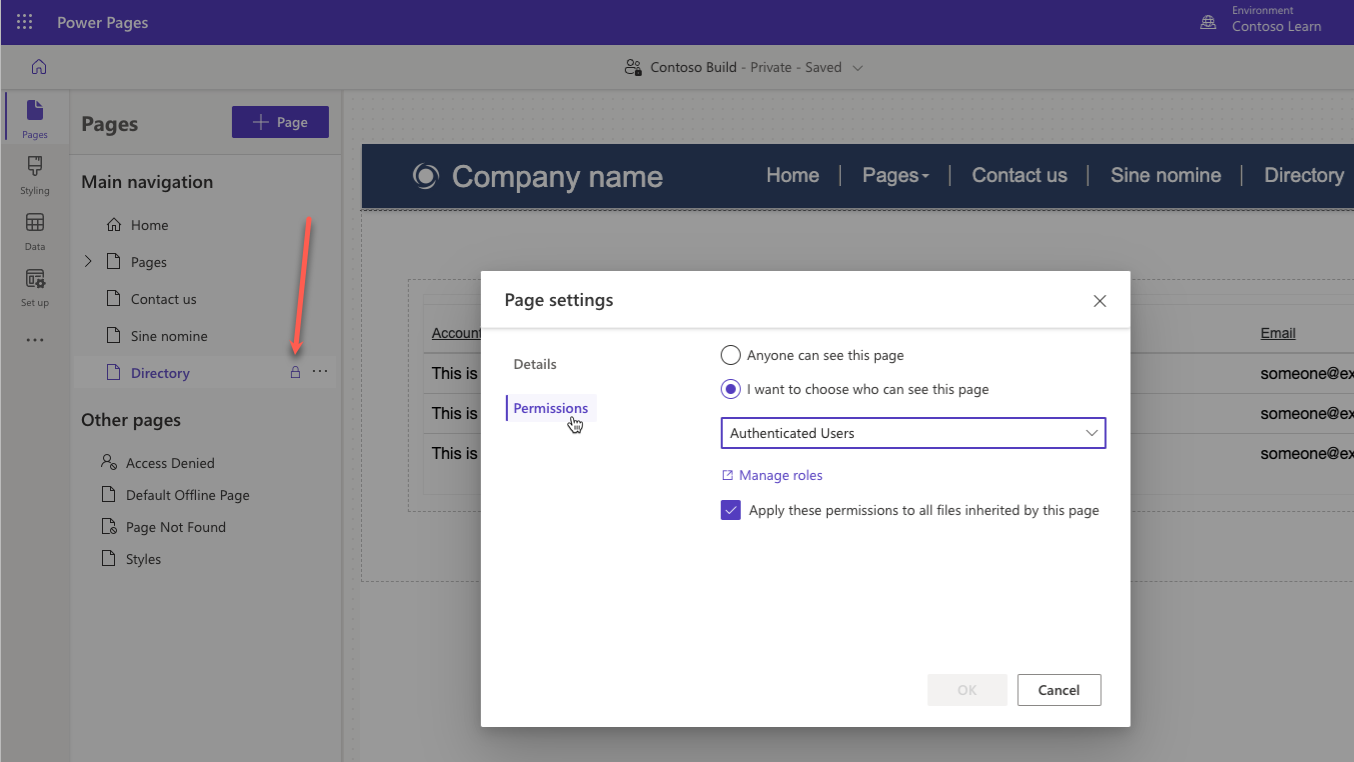 Power Pages
Environment
Contoso Learn
Contoso Build - Private - Saved
Pages
Styling
Data
Set up
Pages
Page
Main navigation
Home
Pages
Contact us
Sine nomine
Directory
Other pages
Access Denied
Default Offline Page
Page Not Found
Styles
Company name
Home
Pages
Contact us
Sine nomine
Directory
Account
Email
This is
someone@ex
This is
someone@ex
This is
someone@ex
Page settings
Details
Permissions
Anyone can see this page
I want to choose who can see this page
Authenticated Users
Manage roles
Apply these permissions to all files inherited by this page
OK
Cancel